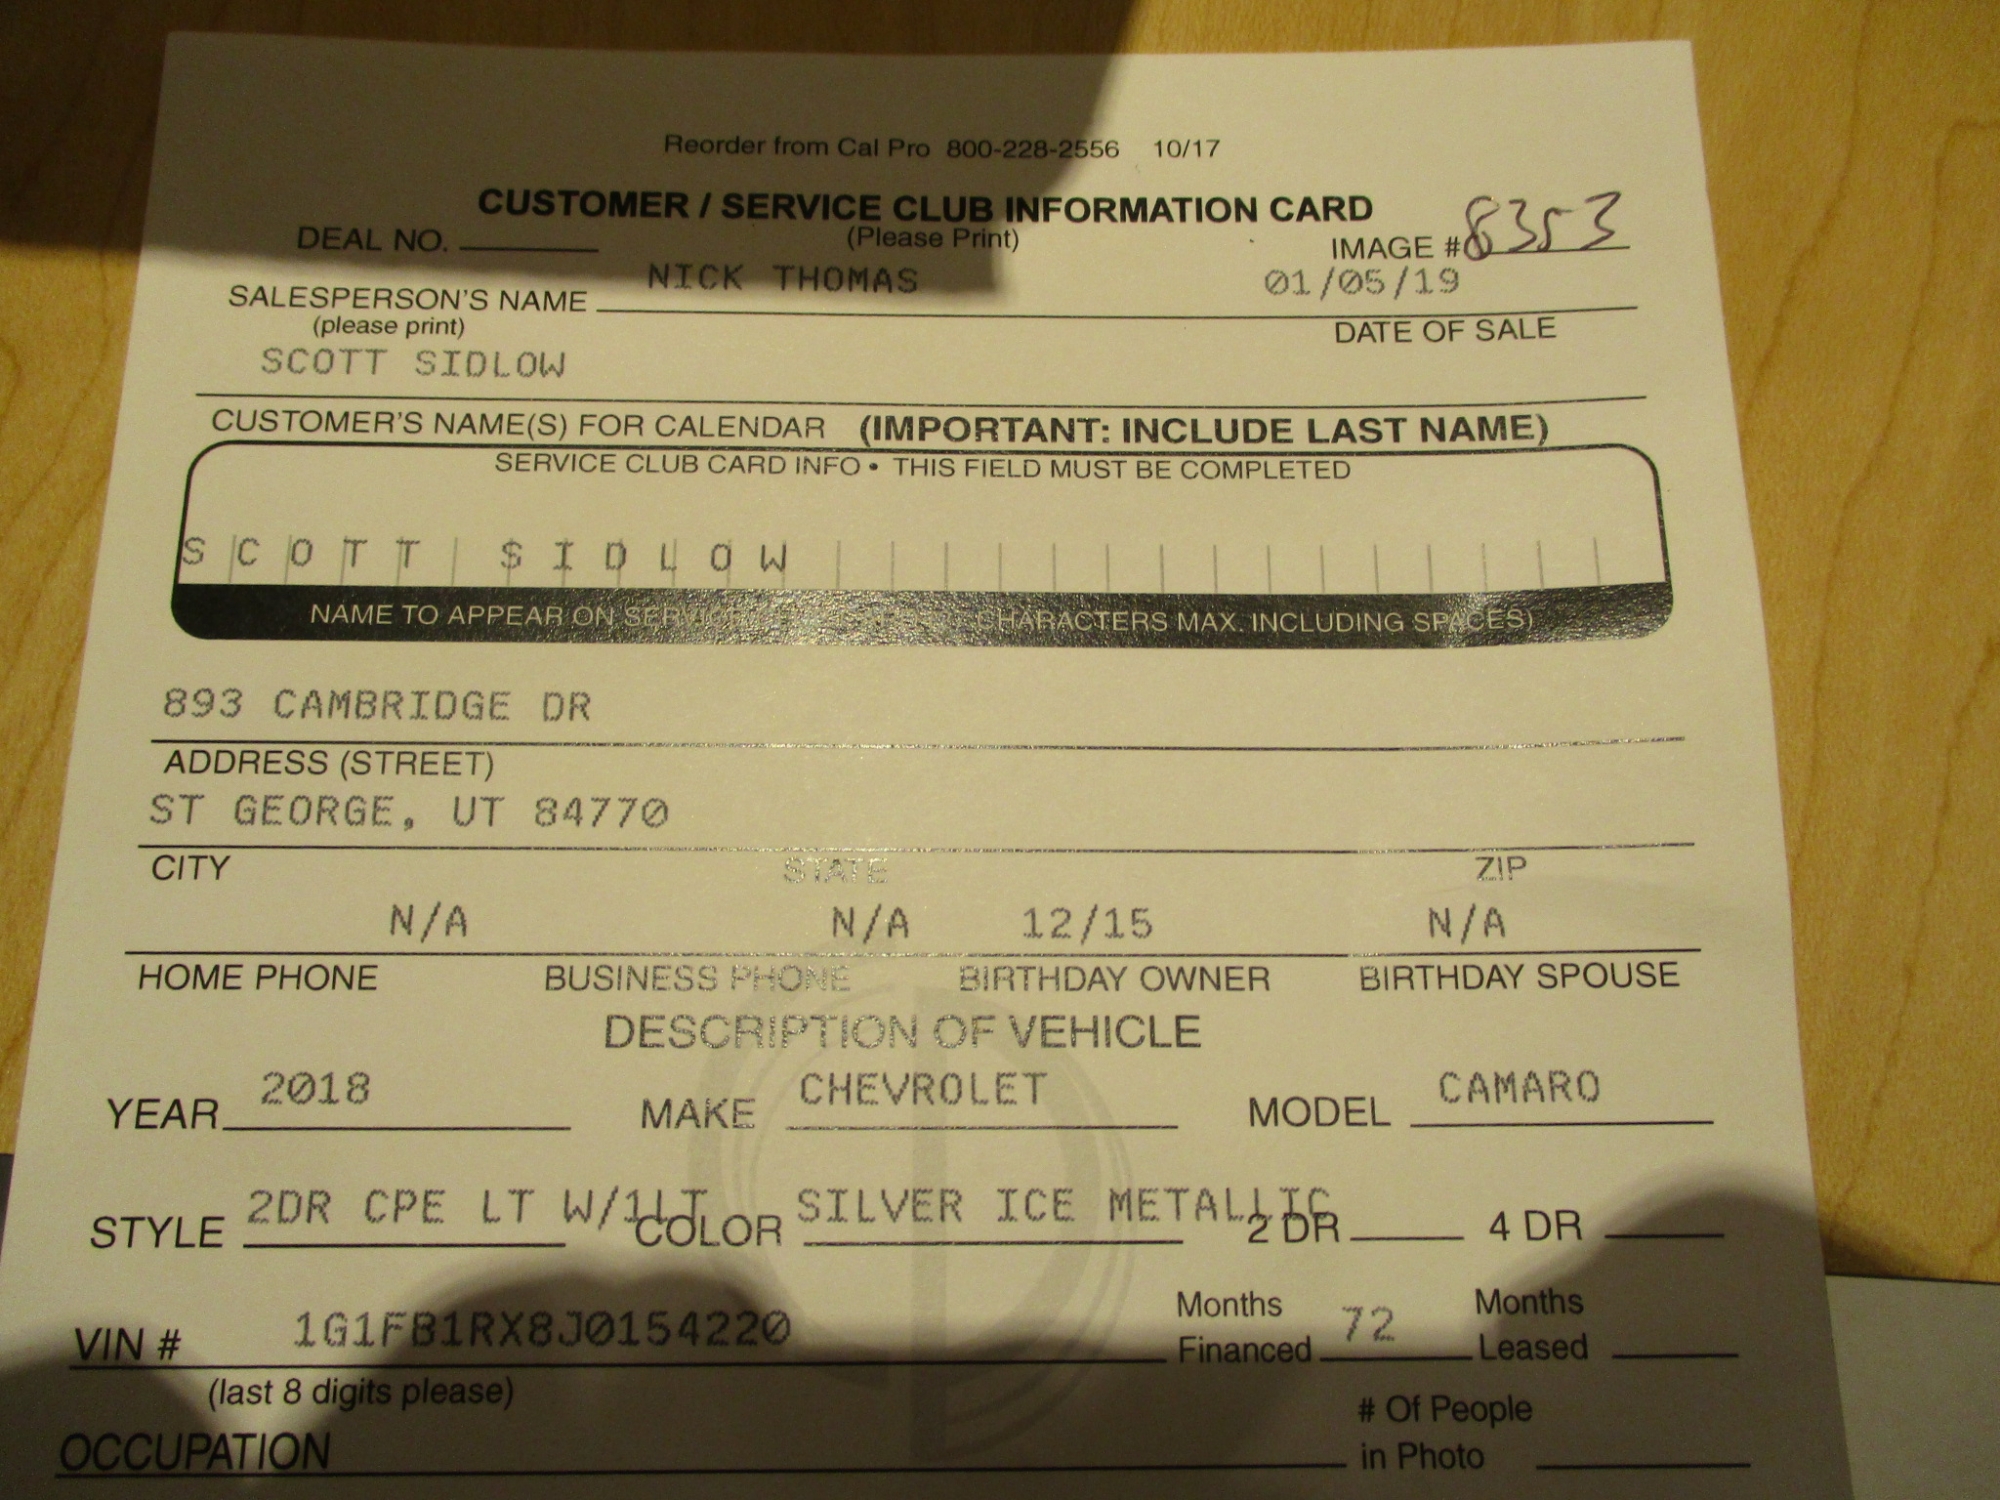 Reorder from Cal Pro 800-228-2556 10/17
CUSTOMER / SERVICE CLUB INFORMATION CARD
DEAL NO. (Please Print) IMAGE # 8353
NICK THOMAS 01/05/19
SALESPERSON'S NAME
(please print) DATE OF SALE
SCOTT SIDLOW
CUSTOMER'S NAME(S) FOR CALENDAR (IMPORTANT: INCLUDE LAST NAME)
SERVICE CLUB CARD INFO • THIS FIELD MUST BE COMPLETED
SCOTT SIDLOW
NAME TO APPEAR ON SERVICE CHARACTERS MAX. INCLUDING SPACES)
893 CAMBRIDGE DR
ADDRESS (STREET)
ST GEORGE, UT 84770
CITY STATE ZIP
N/A N/A 12/15 N/A
HOME PHONE BUSINESS PHONE BIRTHDAY OWNER BIRTHDAY SPOUSE
DESCRIPTION OF VEHICLE
YEAR 2018 MAKE CHEVROLET MODEL CAMARO
STYLE 2DR CPE LT W/1LT COLOR SILVER ICE METALLIC 2 DR 4 DR
VIN # 1G1FB1RX8J0154220 Months Financed 72 Months Leased
(last 8 digits please)
OCCUPATION # Of People in Photo